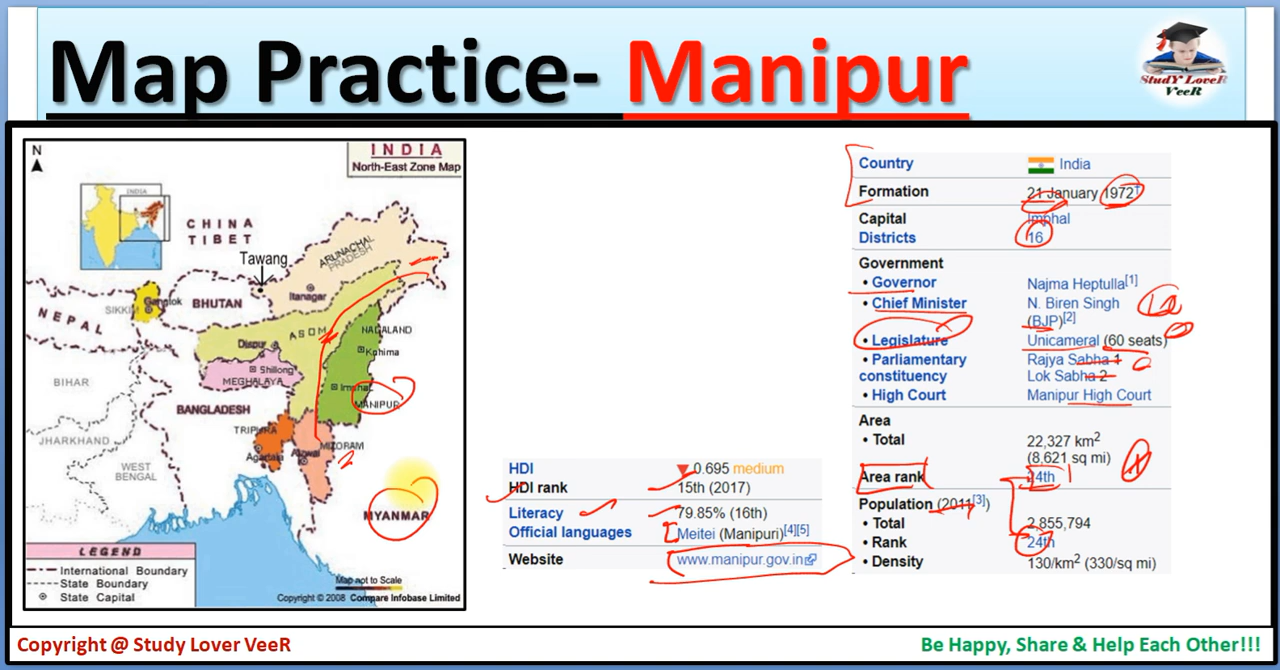 Map Practice- Manipur
StudY LoveR
VeeR
N
INDIA
North-East Zone Map
INDIA
CHINA
TIBET
Tawang
ARUNACHAL
PRADESH
Itanagar
SIKKIM
Gangtok
BHUTAN
NEPAL
ASOM
NAGALAND
Dispur
Kohima
Shillong
MEGHALAYA
BIHAR
Imphal
MANIPUR
BANGLADESH
TRIPURA
MIZORAM
Agartala
Aizwal
JHARKHAND
WEST
BENGAL
MYANMAR
LEGEND
International Boundary
State Boundary
State Capital
Map not to Scale
Copyright © 2008 Compare Infobase Limited
HDI ▼ 0.695 medium
HDI rank 15th (2017)
Literacy 79.85% (16th)
Official languages Meitei (Manipuri)[4][5]
Website www.manipur.gov.in
Country India
Formation 21 January 1972†
Capital Imphal
Districts 16
Government
• Governor Najma Heptulla[1]
• Chief Minister N. Biren Singh
(BJP)[2]
• Legislature Unicameral (60 seats)
• Parliamentary Rajya Sabha 1
constituency Lok Sabha 2
• High Court Manipur High Court
Area
• Total 22,327 km2
(8,621 sq mi)
Area rank 24th
Population (2011[3])
• Total 2,855,794
• Rank 24th
• Density 130/km2 (330/sq mi)
Copyright @ Study Lover VeeR
Be Happy, Share & Help Each Other!!!